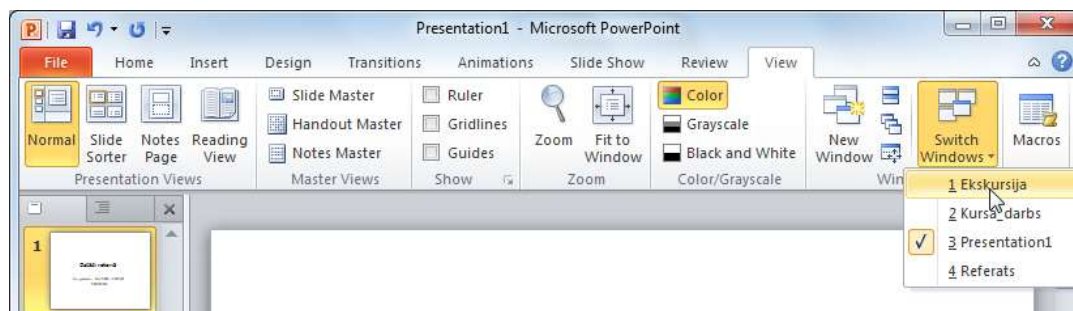 Presentation1 - Microsoft PowerPoint
File Home Insert Design Transitions Animations Slide Show Review View
Normal Slide Sorter Notes Page Reading View
Slide Master
Handout Master
Notes Master
Ruler
Gridlines
Guides
Zoom Fit to Window
Color
Grayscale
Black and White
New Window
Switch Windows
Macros
Presentation Views Master Views Show Zoom Color/Grayscale Win
1 Ekskursija
2 Kursa_darbs
3 Presentation1
4 Referats
1